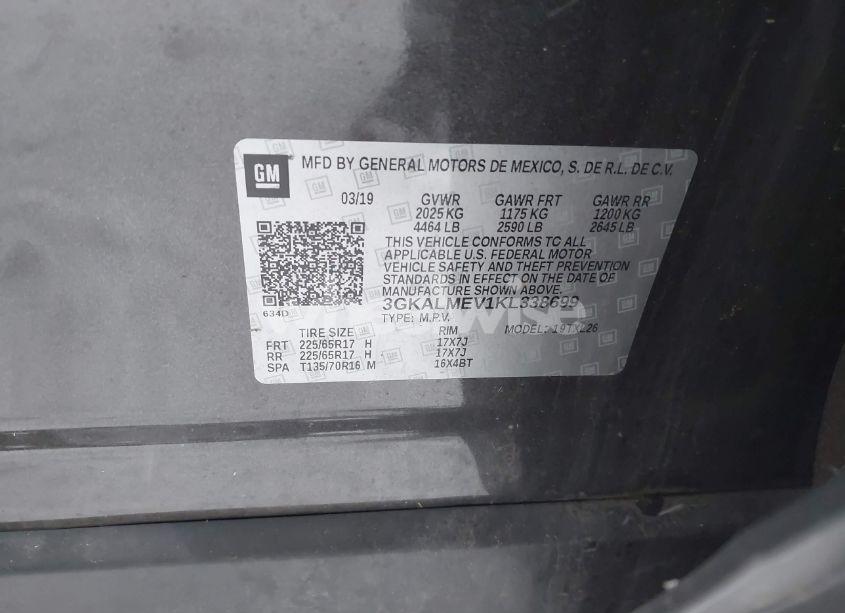 GM MFD BY GENERAL MOTORS DE MEXICO, S. DE R.L. DE C.V.
03/19 GVWR GAWR FRT GAWR RR
2025 KG 1175 KG 1200 KG
4464 LB 2590 LB 2645 LB
THIS VEHICLE CONFORMS TO ALL
APPLICABLE U.S. FEDERAL MOTOR
VEHICLE SAFETY AND THEFT PREVENTION
STANDARDS IN EFFECT ON THE DATE OF
MANUFACTURE SHOWN ABOVE.
3GKALMEV1KL338699
634D TYPE: M.P.V. MODEL: 19TXL26
TIRE SIZE RIM
FRT 225/65R17 H 17X7J
RR 225/65R17 H 17X7J
SPA T135/70R16 M 16X4BT